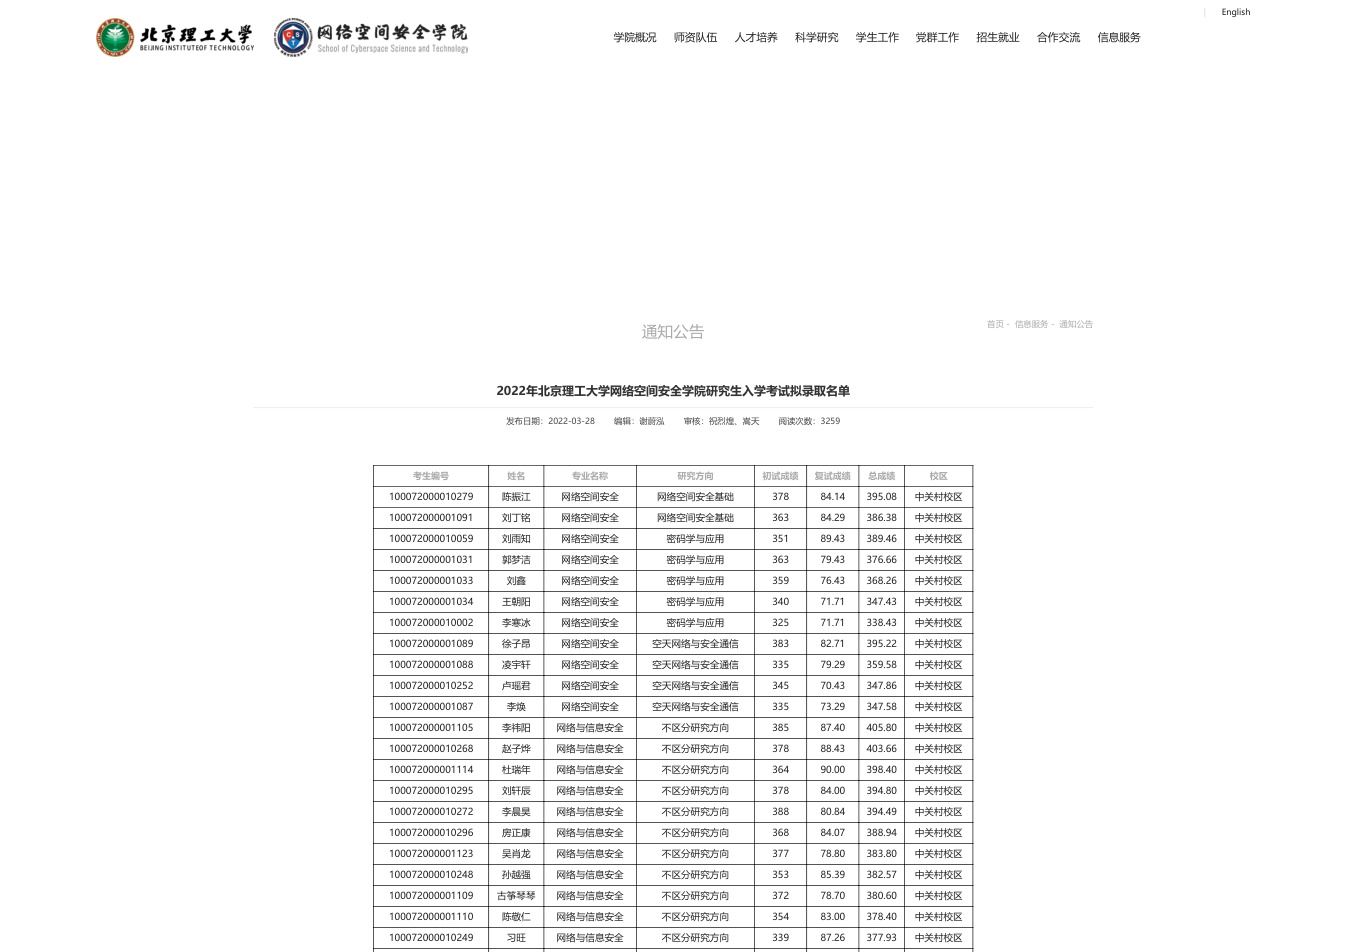 English
北京理工大学
BEIJING INSTITUTE OF TECHNOLOGY
网络空间安全学院
School of Cyberspace Science and Technology
学院概况 师资队伍 人才培养 科学研究 学生工作 党群工作 招生就业 合作交流 信息服务
通知公告
首页 - 信息服务 - 通知公告
2022年北京理工大学网络空间安全学院研究生入学考试拟录取名单
发布日期：2022-03-28 编辑：谢蔚泓 审核：祝烈煌、嵩天 阅读次数：3259
考生编号 姓名 专业名称 研究方向 初试成绩 复试成绩 总成绩 校区
100072000010279 陈振江 网络空间安全 网络空间安全基础 378 84.14 395.08 中关村校区
100072000001091 刘丁铭 网络空间安全 网络空间安全基础 363 84.29 386.38 中关村校区
100072000010059 刘雨知 网络空间安全 密码学与应用 351 89.43 389.46 中关村校区
100072000001031 郭梦洁 网络空间安全 密码学与应用 363 79.43 376.66 中关村校区
100072000001033 刘鑫 网络空间安全 密码学与应用 359 76.43 368.26 中关村校区
100072000001034 王朝阳 网络空间安全 密码学与应用 340 71.71 347.43 中关村校区
100072000010002 李寒冰 网络空间安全 密码学与应用 325 71.71 338.43 中关村校区
100072000001089 徐子昂 网络空间安全 空天网络与安全通信 383 82.71 395.22 中关村校区
100072000001088 凌宇轩 网络空间安全 空天网络与安全通信 335 79.29 359.58 中关村校区
100072000010252 卢瑶君 网络空间安全 空天网络与安全通信 345 70.43 347.86 中关村校区
100072000001087 李焕 网络空间安全 空天网络与安全通信 335 73.29 347.58 中关村校区
100072000001105 李祎阳 网络与信息安全 不区分研究方向 385 87.40 405.80 中关村校区
100072000010268 赵子烨 网络与信息安全 不区分研究方向 378 88.43 403.66 中关村校区
100072000001114 杜瑞年 网络与信息安全 不区分研究方向 364 90.00 398.40 中关村校区
100072000010295 刘轩辰 网络与信息安全 不区分研究方向 378 84.00 394.80 中关村校区
100072000010272 李晨昊 网络与信息安全 不区分研究方向 388 80.84 394.49 中关村校区
100072000010296 房正康 网络与信息安全 不区分研究方向 368 84.07 388.94 中关村校区
100072000001123 吴肖龙 网络与信息安全 不区分研究方向 377 78.80 383.80 中关村校区
100072000010248 孙越强 网络与信息安全 不区分研究方向 353 85.39 382.57 中关村校区
100072000001109 古筝琴琴 网络与信息安全 不区分研究方向 372 78.70 380.60 中关村校区
100072000001110 陈敬仁 网络与信息安全 不区分研究方向 354 83.00 378.40 中关村校区
100072000010249 习旺 网络与信息安全 不区分研究方向 339 87.26 377.93 中关村校区